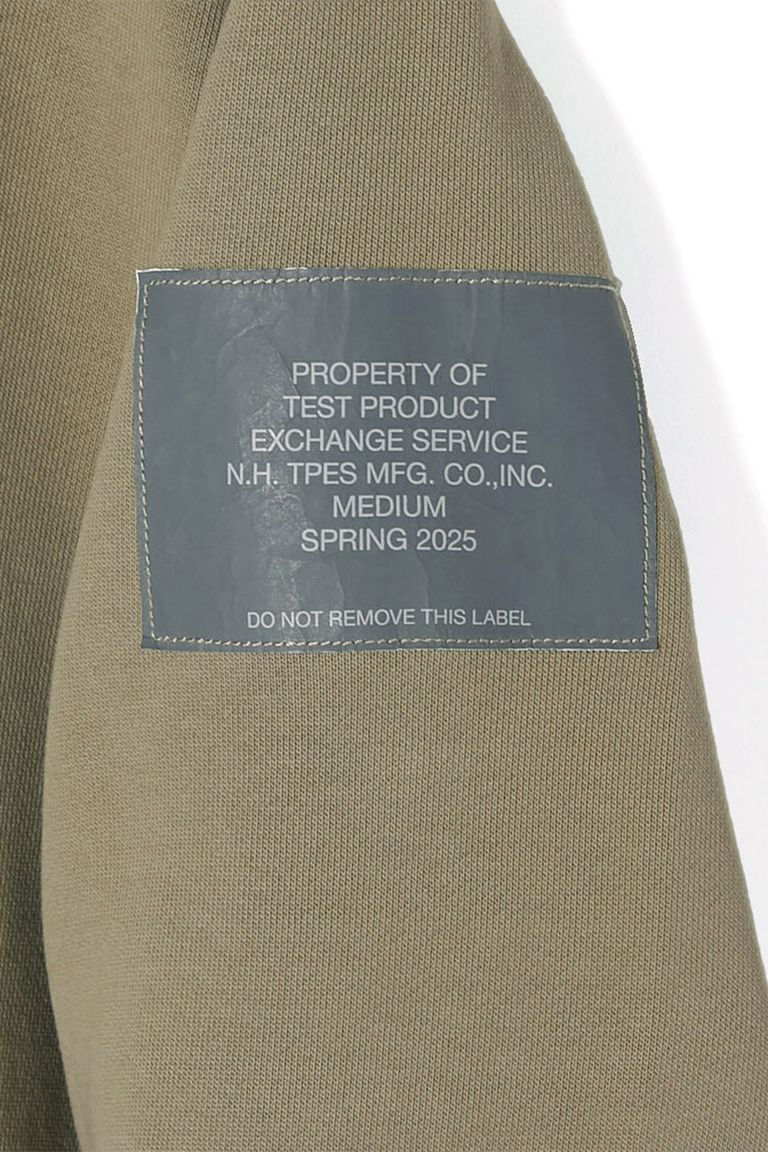 PROPERTY OF
TEST PRODUCT
EXCHANGE SERVICE
N.H. TPES MFG. CO.,INC.
MEDIUM
SPRING 2025
DO NOT REMOVE THIS LABEL